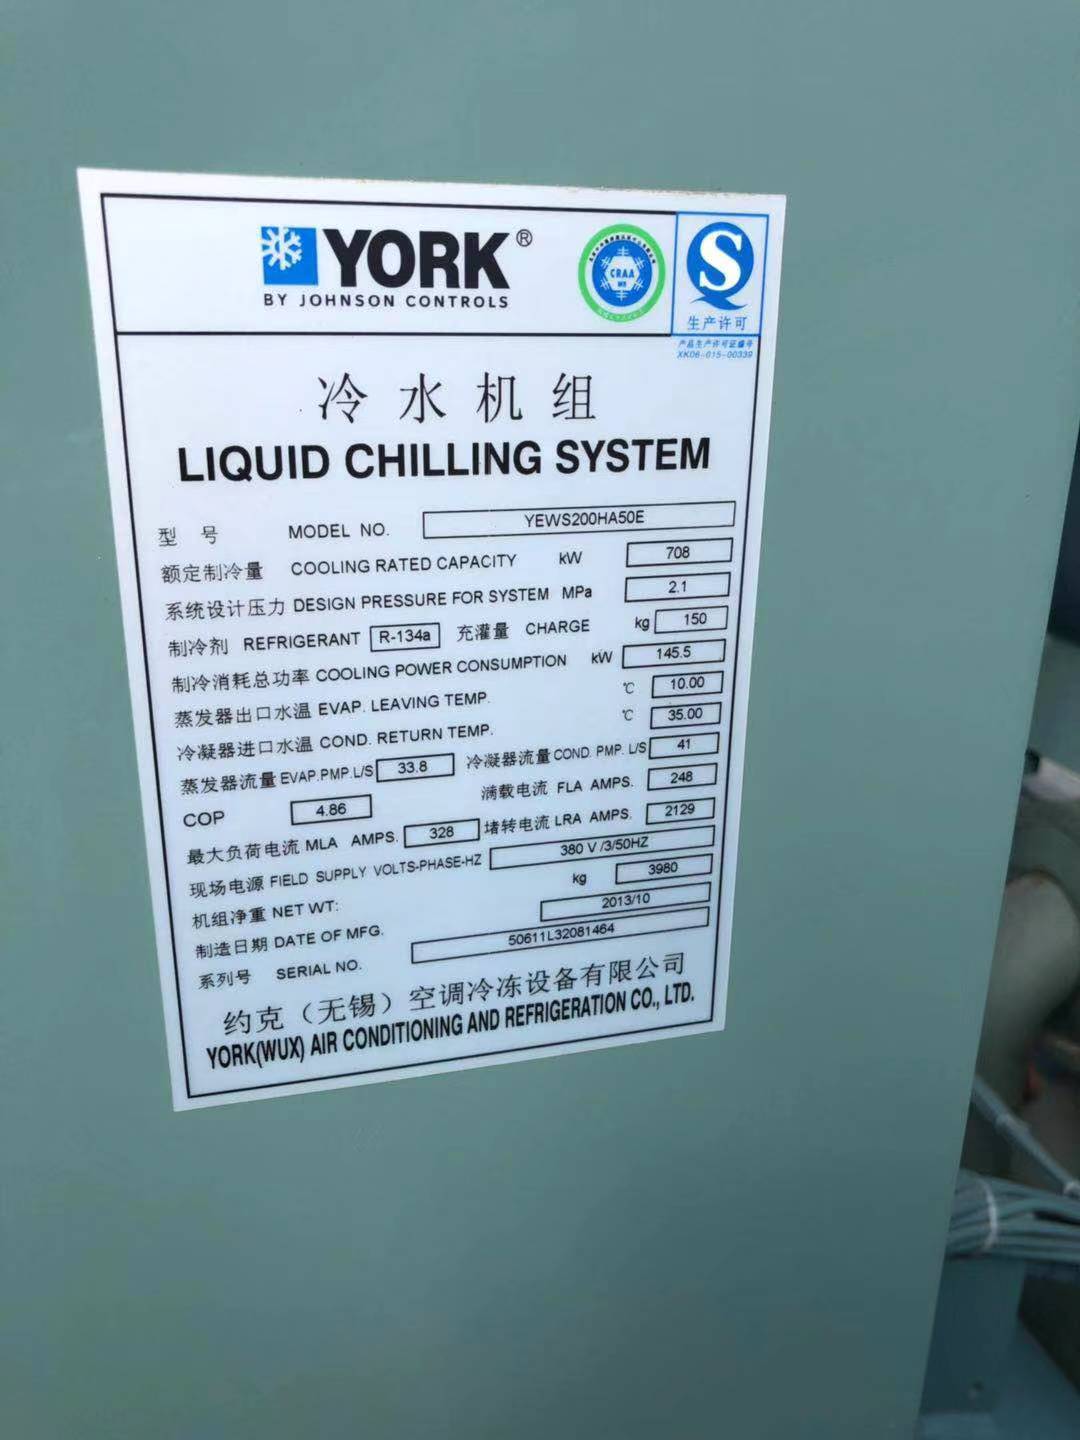 YORK®
BY JOHNSON CONTROLS
CRAA
S
生产许可
产品生产许可证编号
XK06-015-00339
冷水机组
LIQUID CHILLING SYSTEM
型号 MODEL NO. YEWS200HA50E
额定制冷量 COOLING RATED CAPACITY kW 708
系统设计压力 DESIGN PRESSURE FOR SYSTEM MPa 2.1
制冷剂 REFRIGERANT R-134a 充灌量 CHARGE kg 150
制冷消耗总功率 COOLING POWER CONSUMPTION kW 145.5
蒸发器出口水温 EVAP. LEAVING TEMP. ℃ 10.00
冷凝器进口水温 COND. RETURN TEMP. ℃ 35.00
蒸发器流量 EVAP.PMP.L/S 33.8 冷凝器流量 COND. PMP. L/S 41
COP 4.86 满载电流 FLA AMPS. 248
最大负荷电流 MLA AMPS. 328 堵转电流 LRA AMPS. 2129
现场电源 FIELD SUPPLY VOLTS-PHASE-HZ 380 V /3/50HZ
机组净重 NET WT: kg 3980
制造日期 DATE OF MFG. 2013/10
系列号 SERIAL NO. 50611L32081464
约克（无锡）空调冷冻设备有限公司
YORK(WUX) AIR CONDITIONING AND REFRIGERATION CO., LTD.